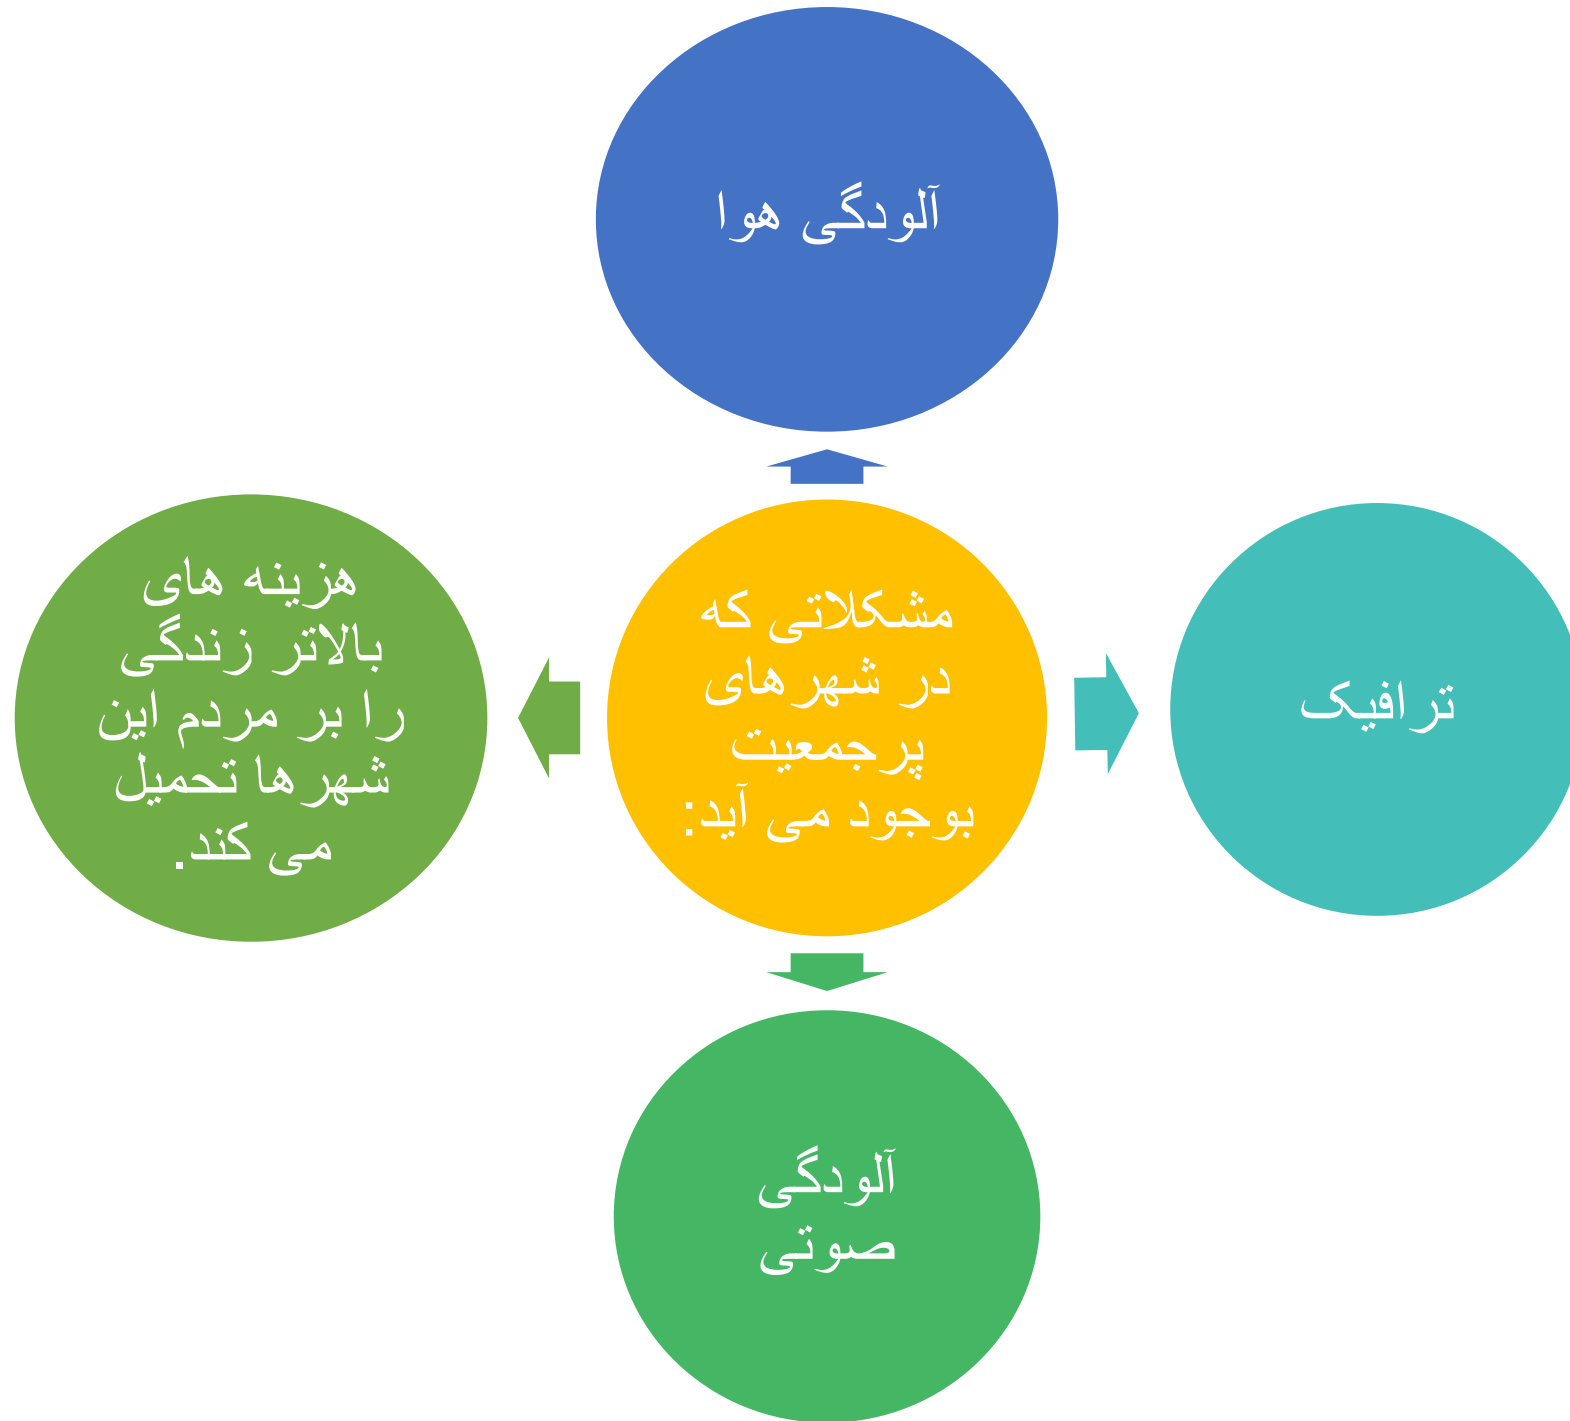 آلودگی هوا
مشکلاتی که
در شهرهای
پرجمعیت
بوجود می آید:
ترافیک
آلودگی
صوتی
هزینه های
بالاتر زندگی
را بر مردم این
شهرها تحمیل
می کند.